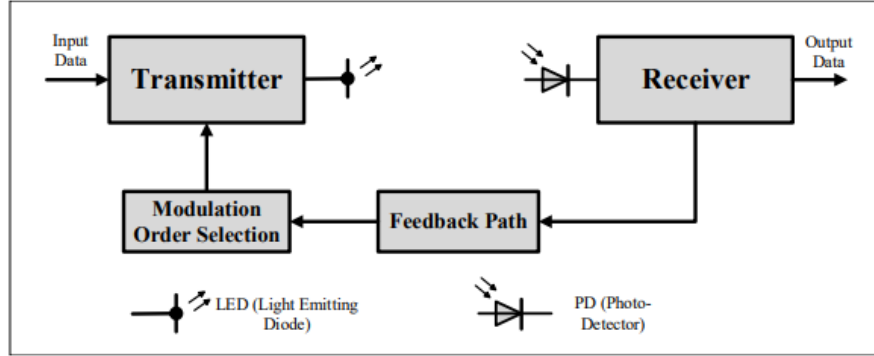 Input
Data
Transmitter
Receiver
Output
Data
Modulation
Order Selection
Feedback Path
LED (Light Emitting
Diode)
PD (Photo-
Detector)